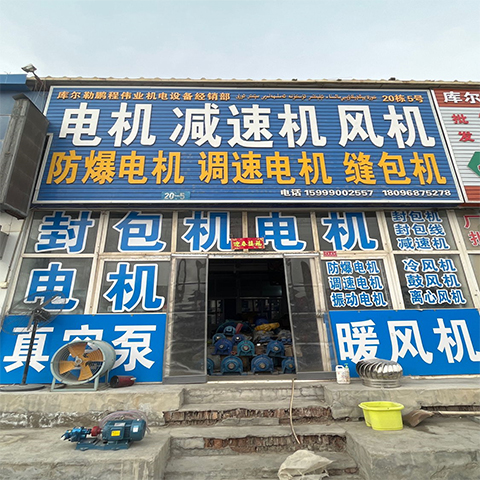 库尔勒鹏程伟业机电设备经销部 20栋5号
电机 减速机 风机
防爆电机 调速电机 缝包机
20-5 电话 15999002557 18096875278
库尔
批发
封包机电机
封包机
封包线
减速机
迎春接福
电机
防爆电机
调速电机
振动电机
冷风机
鼓风机
离心风机
真空泵
暖风机